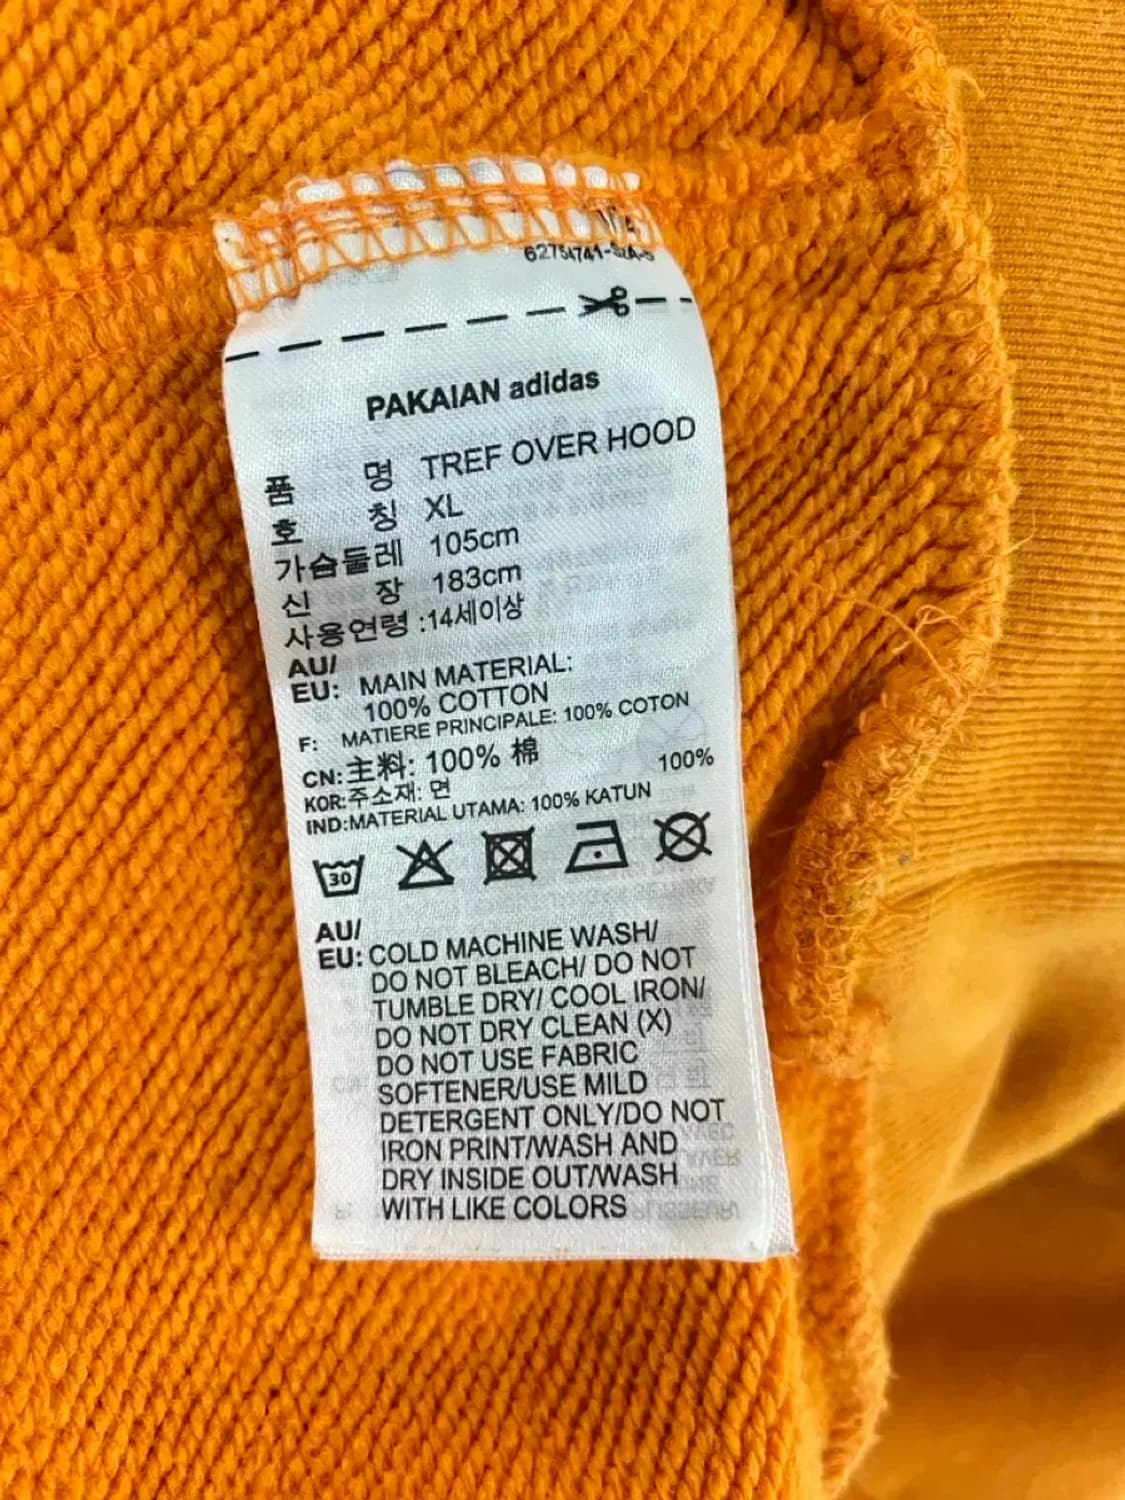 PAKAIAN adidas
품 명 TREF OVER HOOD
호 칭 XL
가슴둘레 105cm
신 장 183cm
사용연령 :14세이상
AU/
EU: MAIN MATERIAL:
100% COTTON
F: MATIERE PRINCIPALE: 100% COTON
CN:主料: 100% 棉
KOR:주소재: 면 100%
IND:MATERIAL UTAMA: 100% KATUN
30
AU/
EU: COLD MACHINE WASH/
DO NOT BLEACH/ DO NOT
TUMBLE DRY/ COOL IRON/
DO NOT DRY CLEAN (X)
DO NOT USE FABRIC
SOFTENER/USE MILD
DETERGENT ONLY/DO NOT
IRON PRINT/WASH AND
DRY INSIDE OUT/WASH
WITH LIKE COLORS